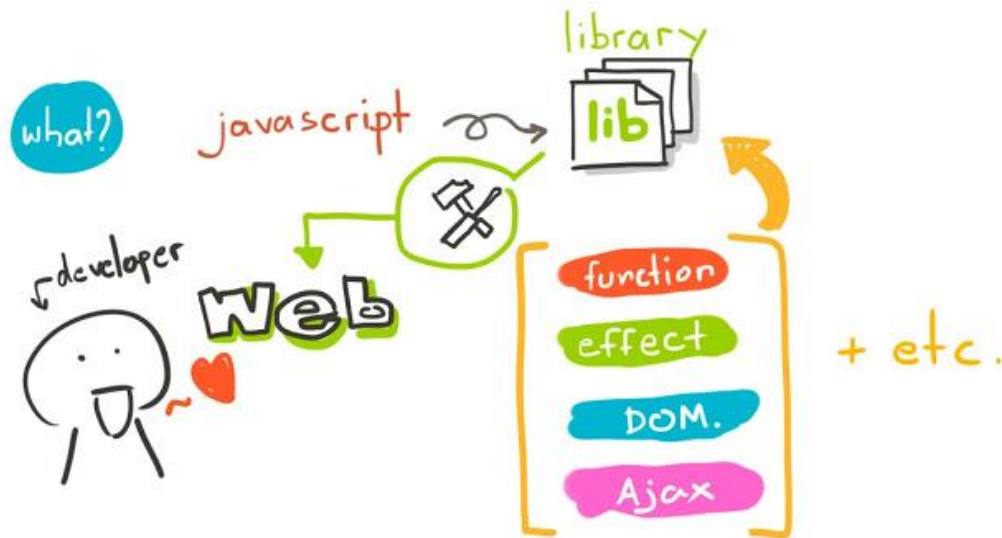 library
what?
javascript
lib
developer
Web
function
effect
+ etc.
DOM.
Ajax